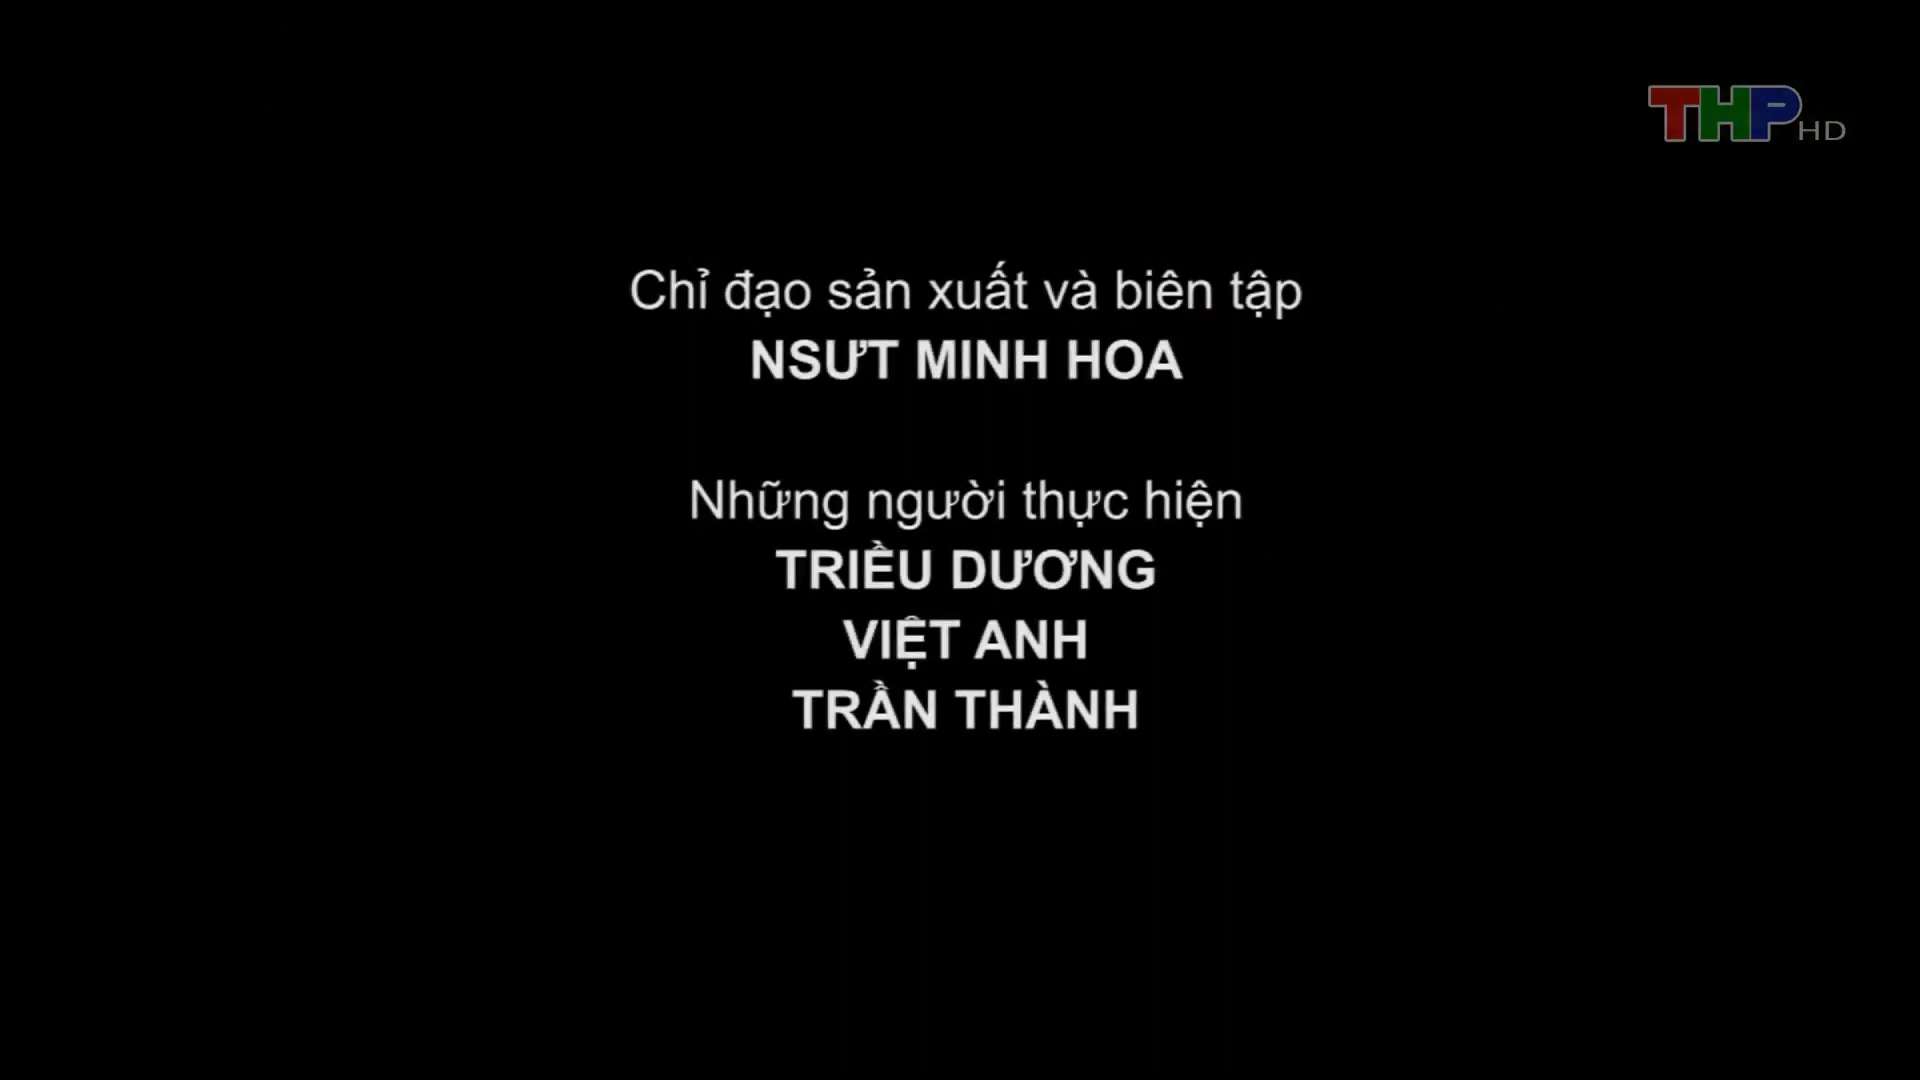 THP HD
Chỉ đạo sản xuất và biên tập
NSƯT MINH HOA
Những người thực hiện
TRIỀU DƯƠNG
VIỆT ANH
TRẦN THÀNH